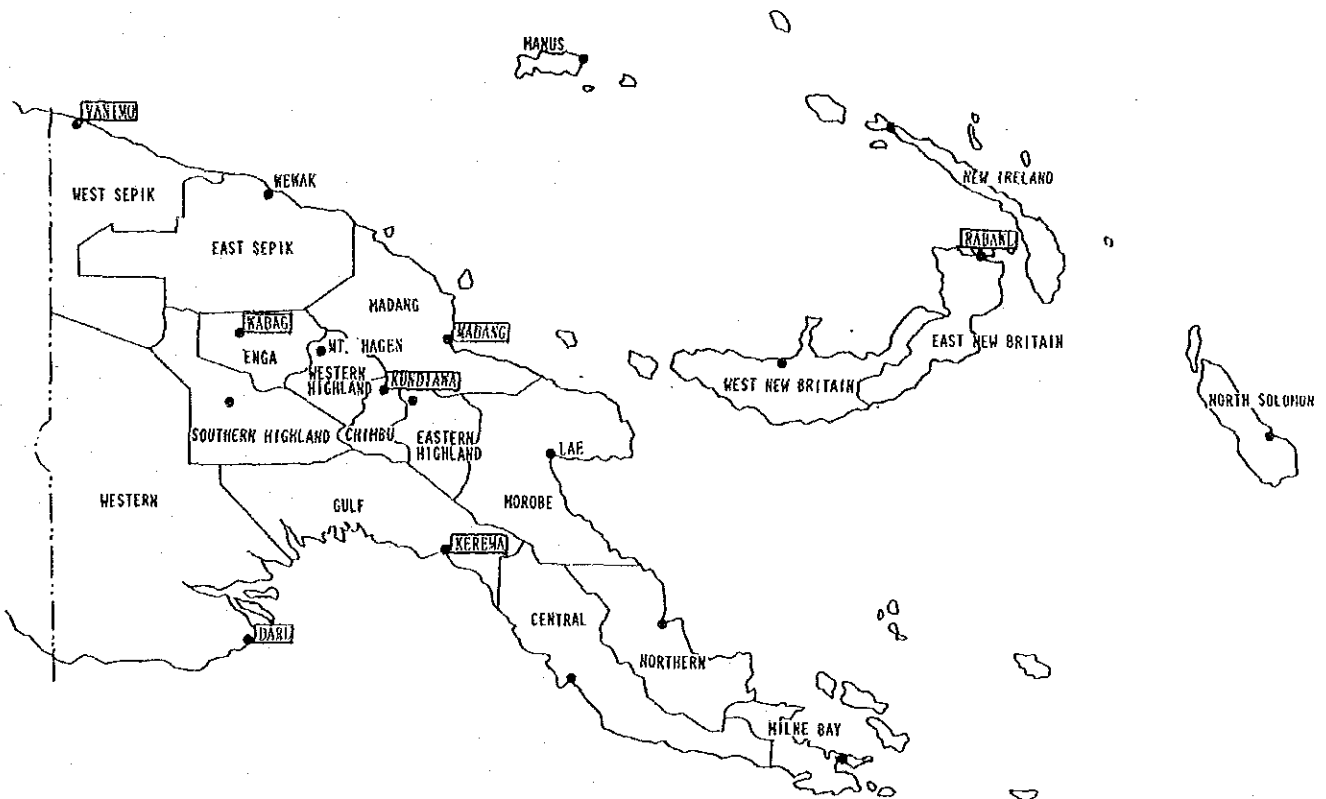 MANUS
VANIMO
NEW IRELAND
WEWAK
WEST SEPIK
EAST SEPIK
RABAUL
MADANG
KABAG
MADANG
EAST NEW BRITAIN
MT. HAGEN
ENGA
WESTERN
HIGHLAND
KUNDIAWA
WEST NEW BRITAIN
NORTH SOLOMON
SOUTHERN HIGHLAND
CHIMBU
EASTERN
HIGHLAND
LAE
WESTERN
GULF
MOROBE
KEREMA
CENTRAL
DARI
NORTHERN
MILNE BAY